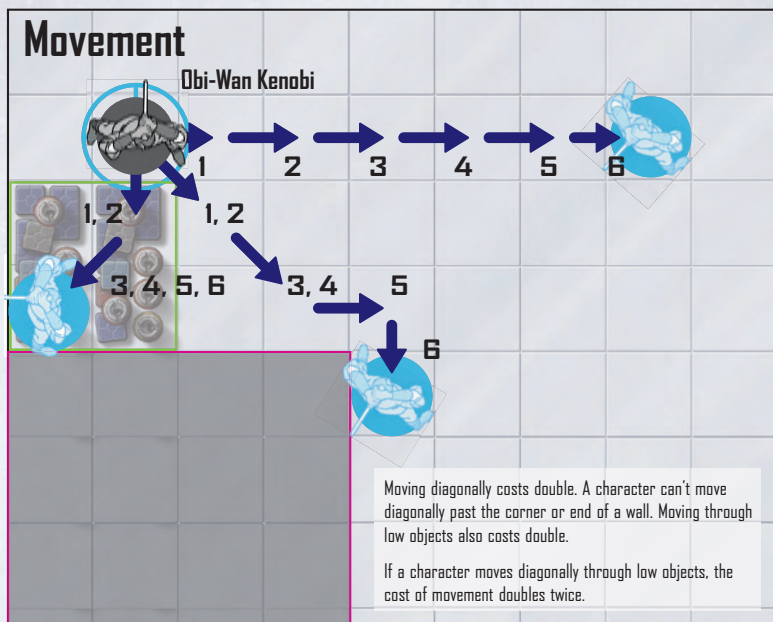 Movement
Obi-Wan Kenobi
1
2
3
4
5
6
1, 2
1, 2
3, 4, 5, 6
3, 4
5
6
Moving diagonally costs double. A character can't move
diagonally past the corner or end of a wall. Moving through
low objects also costs double.
If a character moves diagonally through low objects, the
cost of movement doubles twice.